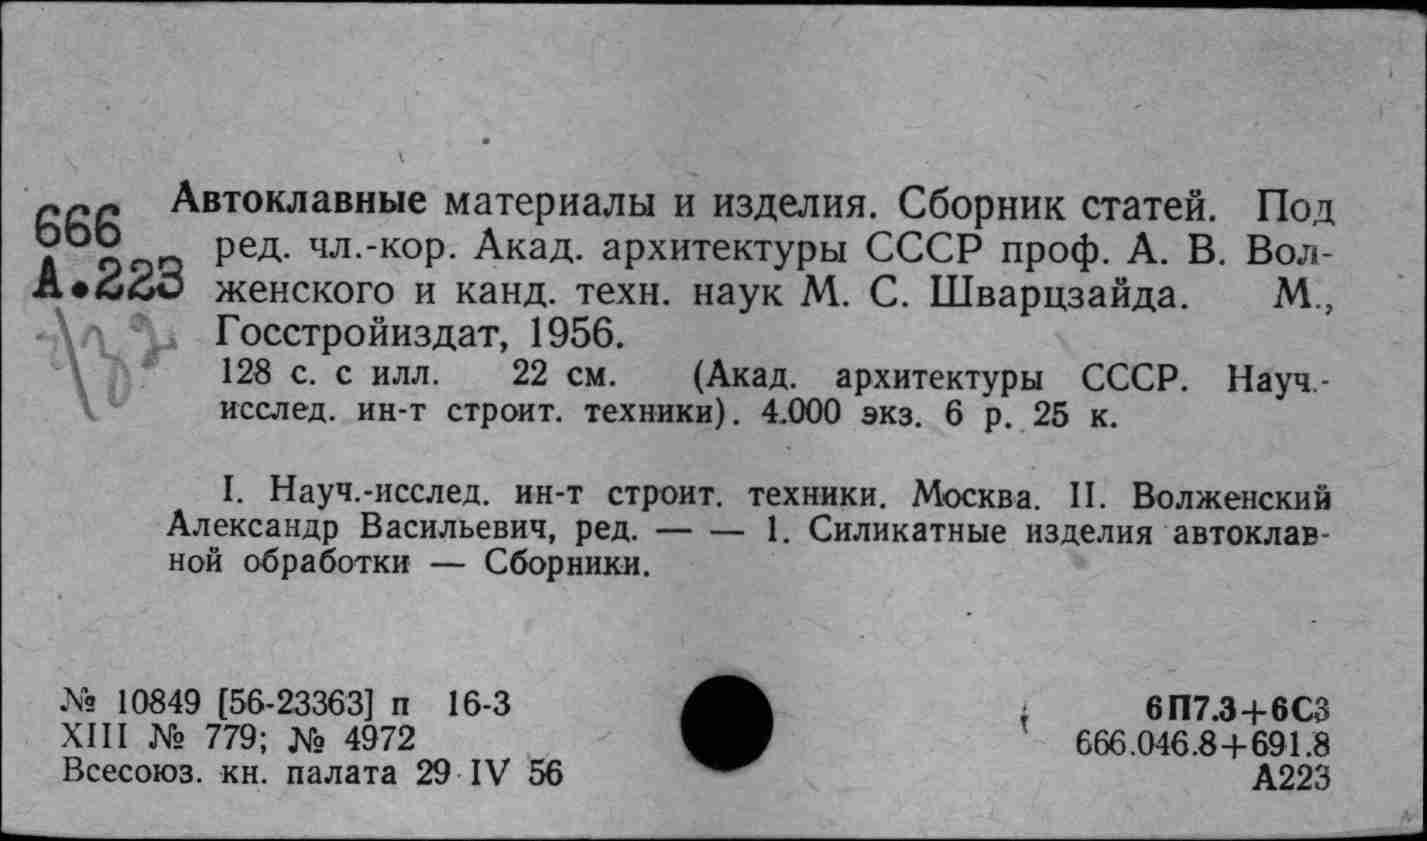 666
А.223
Автоклавные материалы и изделия. Сборник статей. Под
ред. чл.-кор. Акад. архитектуры СССР проф. А. В. Вол-
женского и канд. техн. наук М. С. Шварцзайда. М.,
Госстройиздат, 1956.
128 с. с илл. 22 см. (Акад. архитектуры СССР. Науч.-
исслед. ин-т строит. техники). 4.000 экз. 6 р. 25 к.
I. Науч.-исслед. ин-т строит. техники. Москва. II. Волженский
Александр Васильевич, ред. — — 1. Силикатные изделия автоклав-
ной обработки — Сборники.
№ 10849 [56-23363] п 16-3
XIII № 779; № 4972
Всесоюз. кн. палата 29 IV 56
6П7.3+6С3
666.046.8+691.8
А223